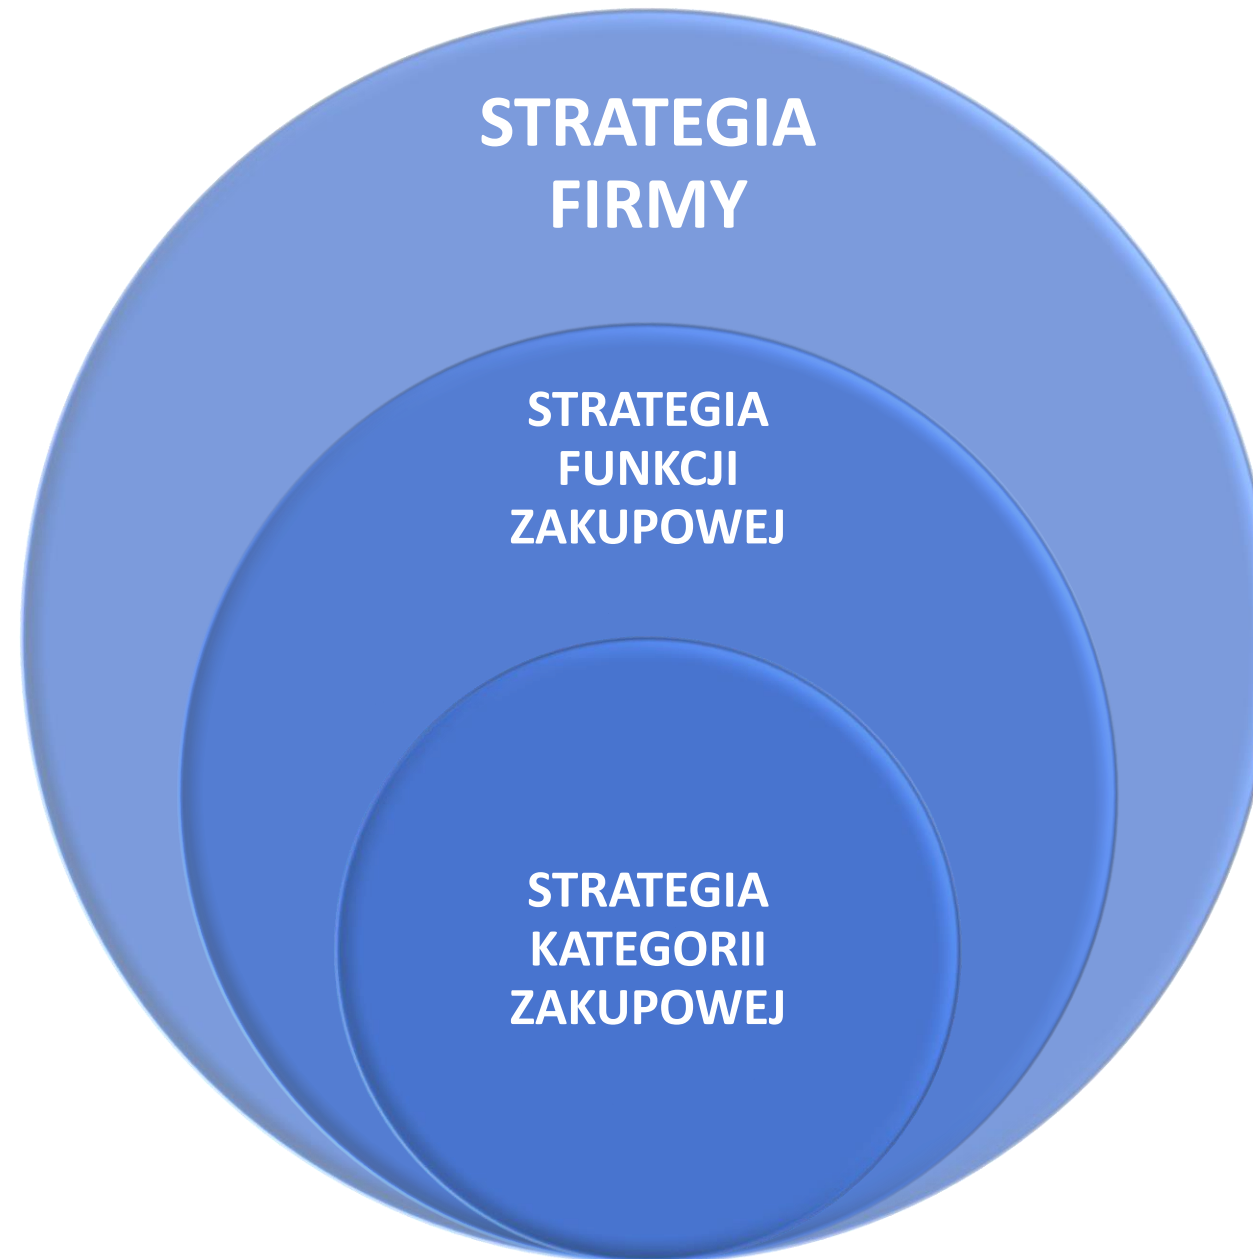 STRATEGIA
FIRMY
STRATEGIA
FUNKCJI
ZAKUPOWEJ
STRATEGIA
KATEGORII
ZAKUPOWEJ